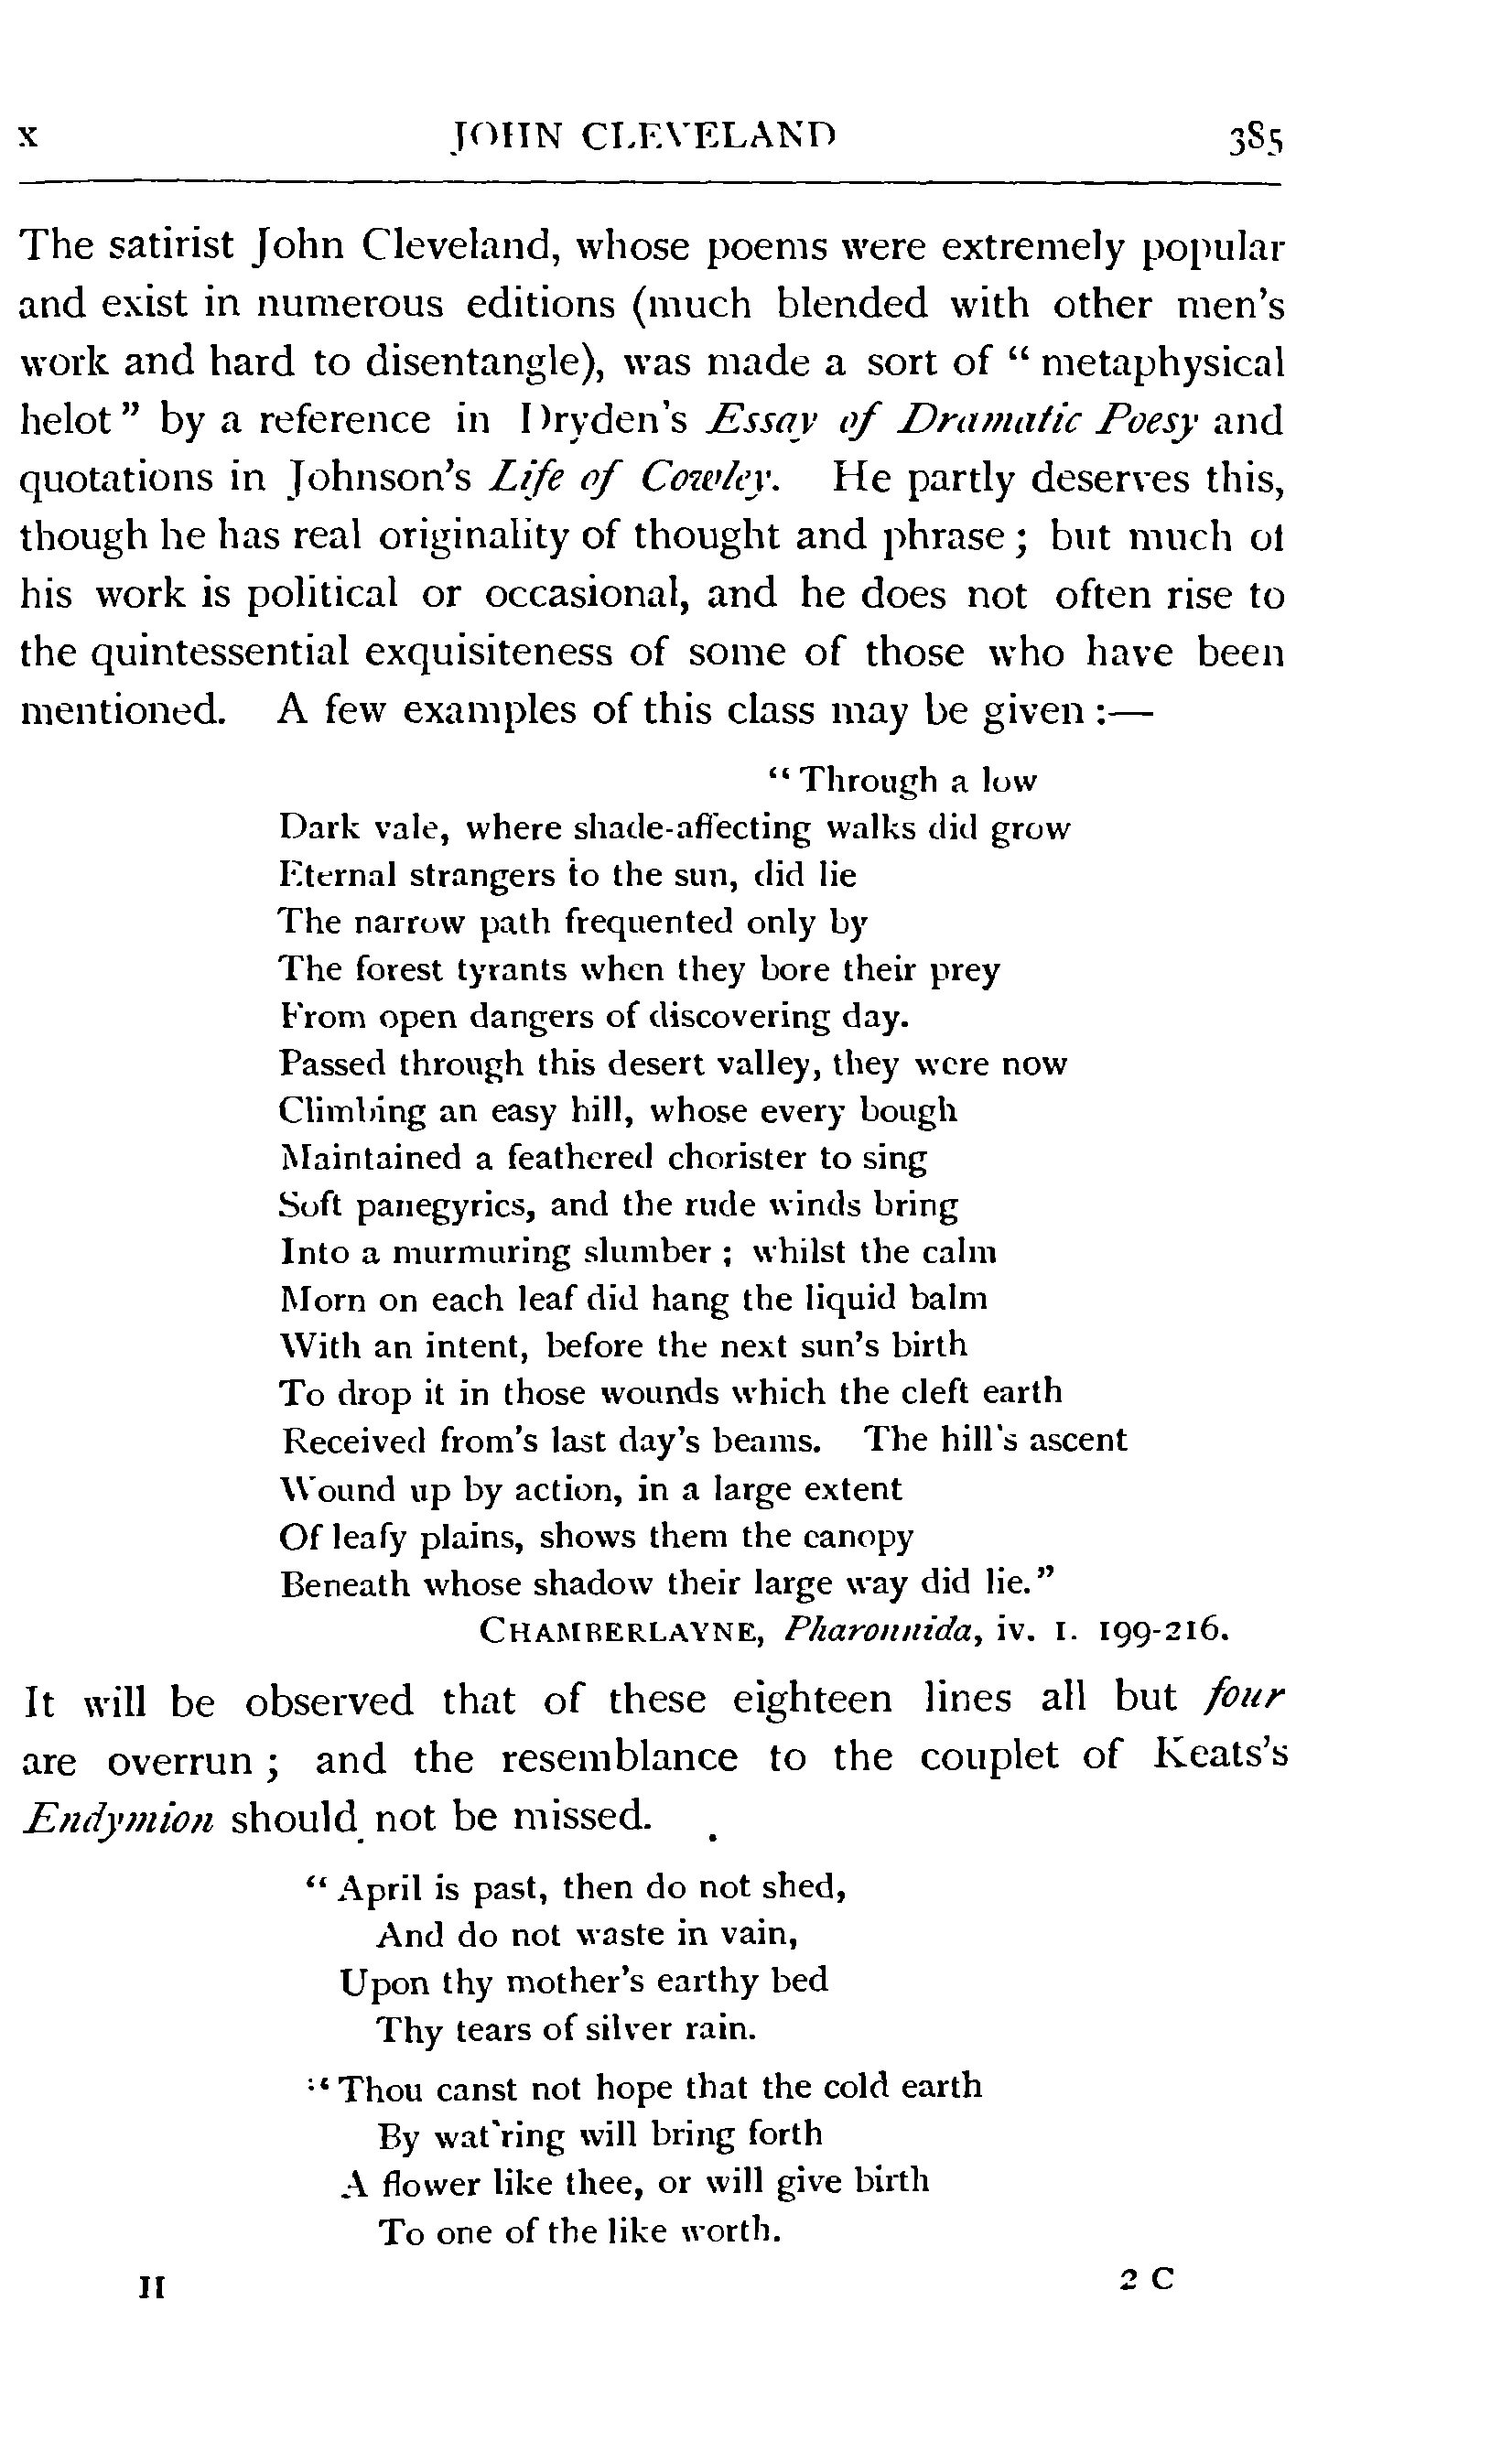 x JOHN CLEVELAND 385
The satirist John Cleveland, whose poems were extremely popular
and exist in numerous editions (much blended with other men's
work and hard to disentangle), was made a sort of “ metaphysical
helot ” by a reference in Dryden's Essay of Dramatic Poesy and
quotations in Johnson's Life of Cowley. He partly deserves this,
though he has real originality of thought and phrase ; but much of
his work is political or occasional, and he does not often rise to
the quintessential exquisiteness of some of those who have been
mentioned. A few examples of this class may be given :—
“ Through a low
Dark vale, where shade-affecting walks did grow
Eternal strangers to the sun, did lie
The narrow path frequented only by
The forest tyrants when they bore their prey
From open dangers of discovering day.
Passed through this desert valley, they were now
Climbing an easy hill, whose every bough
Maintained a feathered chorister to sing
Soft panegyrics, and the rude winds bring
Into a murmuring slumber ; whilst the calm
Morn on each leaf did hang the liquid balm
With an intent, before the next sun's birth
To drop it in those wounds which the cleft earth
Received from's last day's beams. The hill's ascent
Wound up by action, in a large extent
Of leafy plains, shows them the canopy
Beneath whose shadow their large way did lie.”
CHAMBERLAYNE, Pharonnida, iv. 1. 199-216.
It will be observed that of these eighteen lines all but four
are overrun ; and the resemblance to the couplet of Keats's
Endymion should not be missed.
“ April is past, then do not shed,
And do not waste in vain,
Upon thy mother's earthy bed
Thy tears of silver rain.
“ Thou canst not hope that the cold earth
By wat'ring will bring forth
A flower like thee, or will give birth
To one of the like worth.
II 2 C